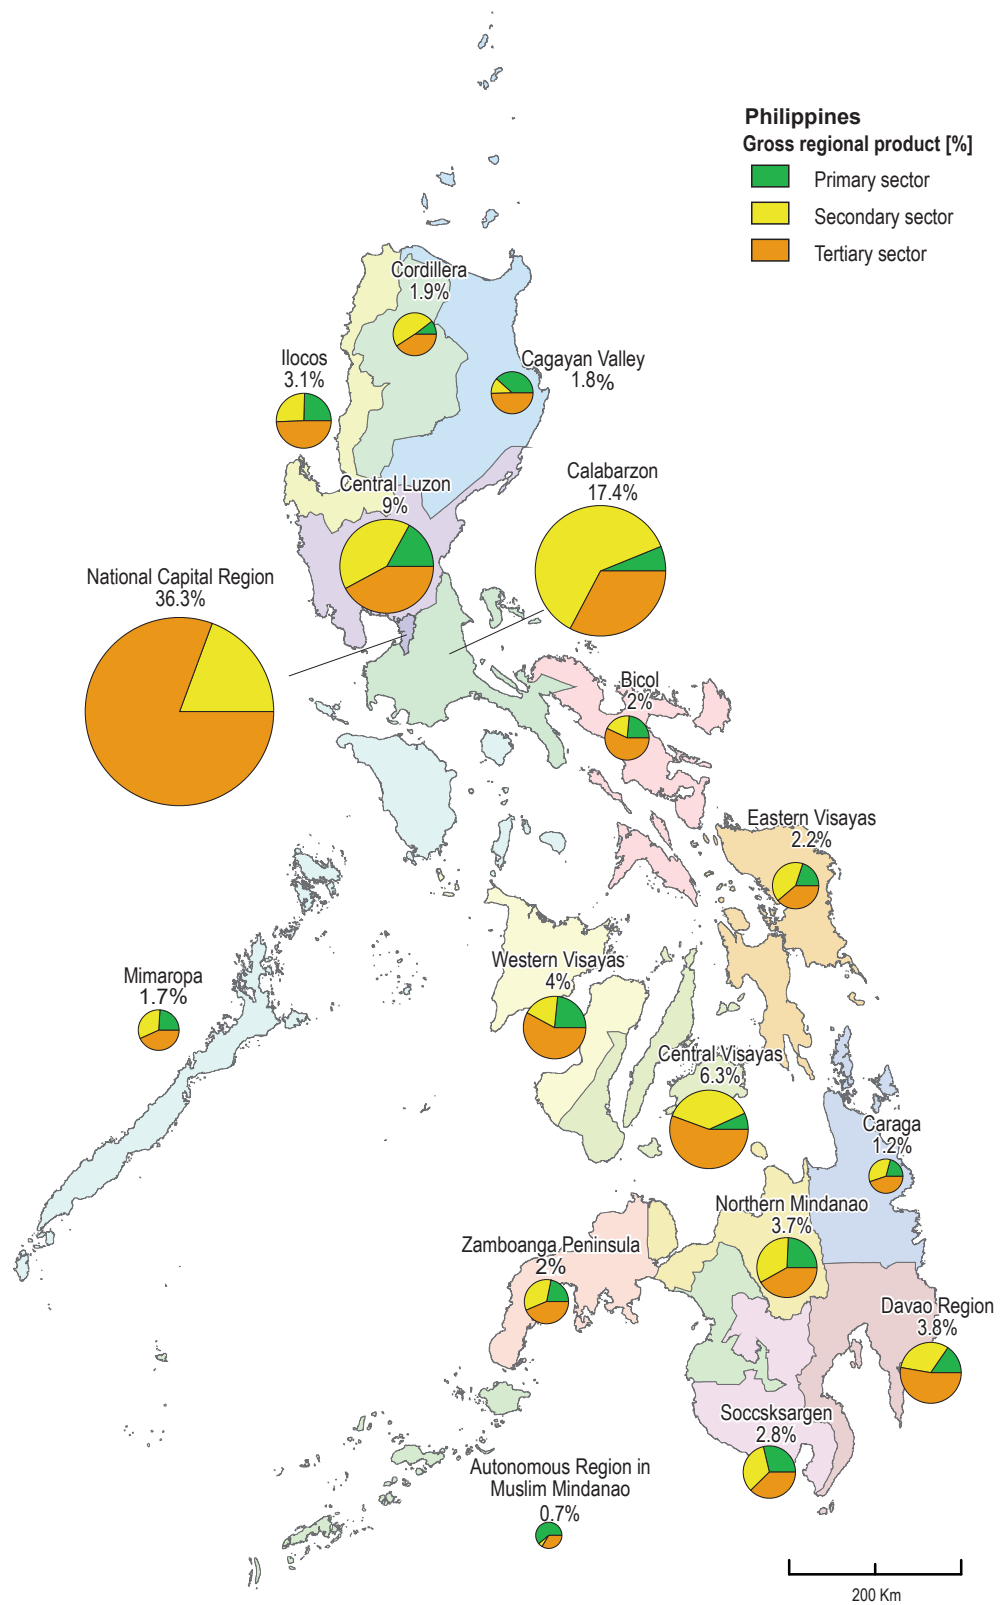 Philippines
Gross regional product [%]
Primary sector
Secondary sector
Tertiary sector
Cordillera
1.9%
Ilocos
3.1%
Cagayan Valley
1.8%
Central Luzon
9%
Calabarzon
17.4%
National Capital Region
36.3%
Bicol
2%
Eastern Visayas
2.2%
Western Visayas
4%
Mimaropa
1.7%
Central Visayas
6.3%
Caraga
1.2%
Northern Mindanao
3.7%
Zamboanga Peninsula
2%
Davao Region
3.8%
Soccsksargen
2.8%
Autonomous Region in
Muslim Mindanao
0.7%
200 Km